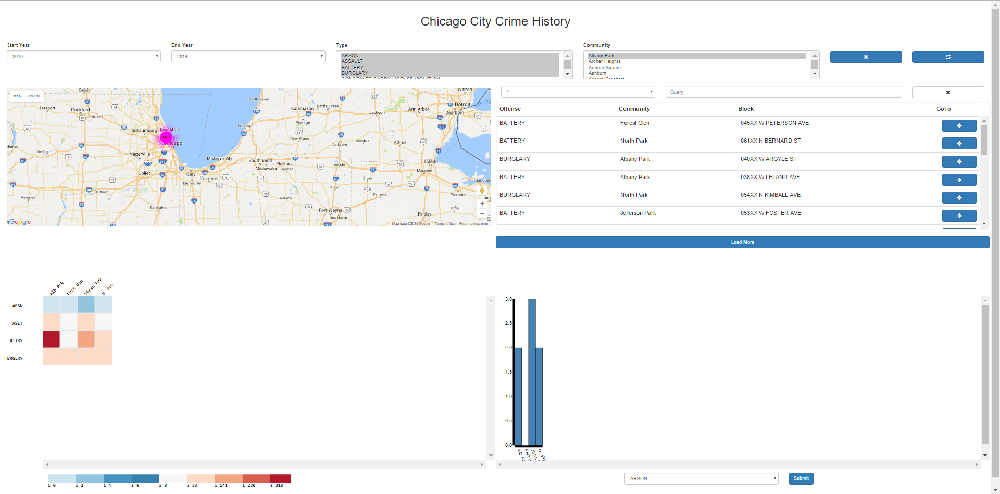 Chicago City Crime History
Start Year
End Year
Type
Community
2010
2014
ARSON
ASSAULT
BATTERY
BURGLARY
CONCEALED CARRY LICENSE VIOLATION
Albany Park
Archer Heights
Armour Square
Ashburn
Auburn Gresham
Map
Satellite
Beloit
Freeport
Rockford
Belvidere
Schaumburg
Evanston
Chicago
1367
Clinton
Sterling
Naperville
Joliet
Ottawa
Kewanee
Kankakee
Gary
Merrillville
Valparaiso
Michigan City
South Haven
St Joseph
Kalamazoo
Battle Creek
Portage
Three Rivers
Jackson
Ann Arbor
Warren
Detroit
Dearborn
Lake St C
Coldwater
Hillsdale
Adrian
South Bend
Elkhart
Mishawaka
Goshen
Angola
Toledo
Maumee
Bryan
Auburn
Defiance
Warsaw
Fort Wayne
New Haven
Findlay
Fremont
Tiffin
Sandusk
Norw
Google
Map data ©2016 Google
Terms of Use
Report a map error
*
Query
Offense Community Block GoTo
BATTERY Forest Glen 045XX W PETERSON AVE
BATTERY North Park 061XX N BERNARD ST
BURGLARY Albany Park 040XX W ARGYLE ST
BATTERY Albany Park 038XX W LELAND AVE
BURGLARY North Park 054XX N KIMBALL AVE
BATTERY Jefferson Park 053XX W FOSTER AVE
Load More
Alb Prk
Frst Gln
Jfrsn Prk
N. Prk
ARSN
ASLT
BTTRY
BRGLRY
≥ 0
≥ 2
≥ 4
≥ 6
≥ 8
≥ 53
≥ 141
≥ 230
≥ 318
3.0
2.5
2.0
1.5
1.0
0.5
0.0
Alb Pr
Frst G
Jfrsn
N. Prk
ARSON
Submit